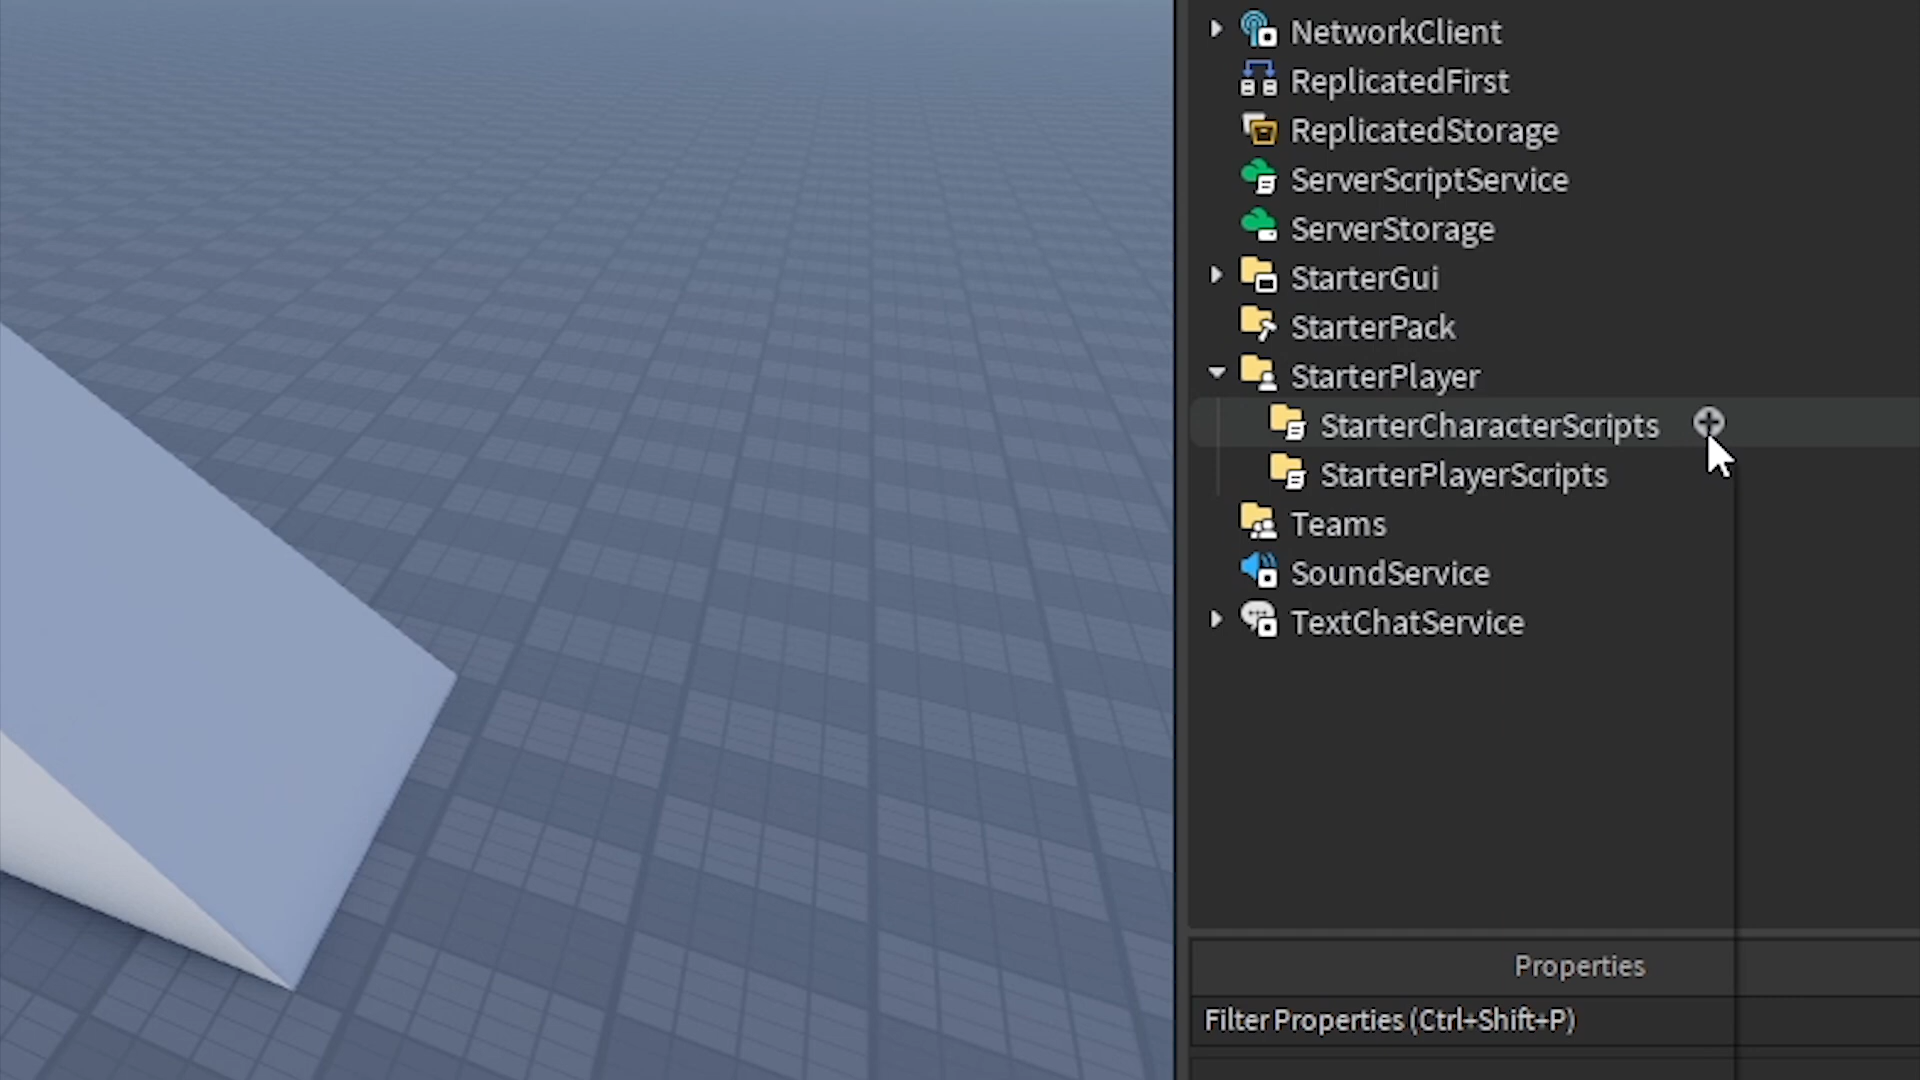 NetworkClient
ReplicatedFirst
ReplicatedStorage
ServerScriptService
ServerStorage
StarterGui
StarterPack
StarterPlayer
StarterCharacterScripts
StarterPlayerScripts
Teams
SoundService
TextChatService
Properties
Filter Properties (Ctrl+Shift+P)